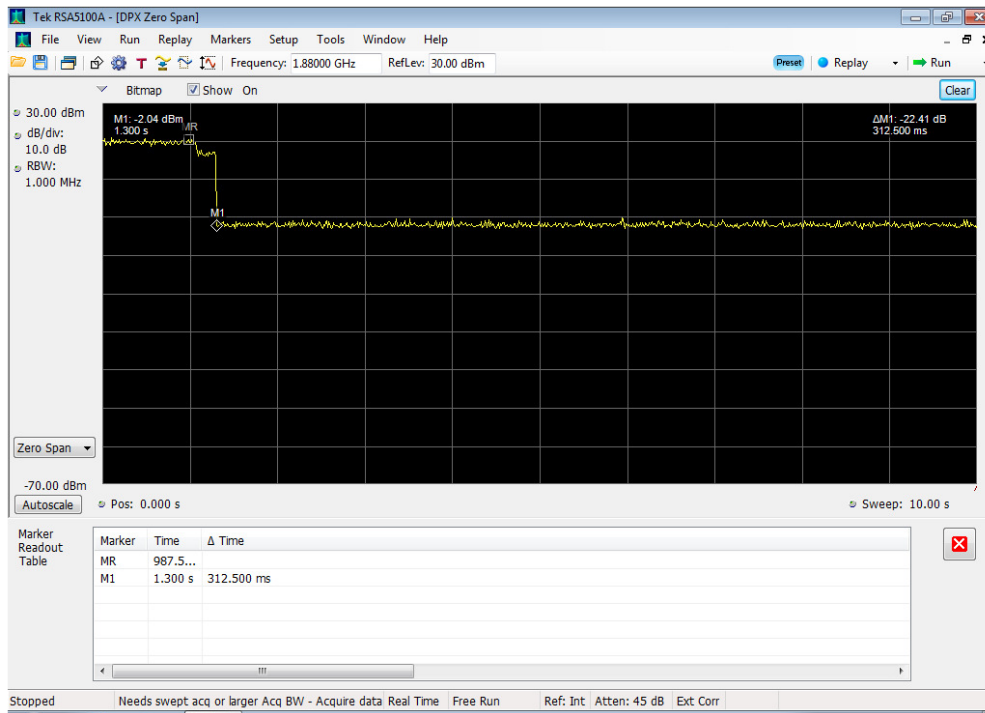 Tek RSA5100A - [DPX Zero Span]
File View Run Replay Markers Setup Tools Window Help
T Frequency: 1.88000 GHz RefLev: 30.00 dBm Preset Replay Run
Bitmap Show On Clear
30.00 dBm
dB/div:
10.0 dB
RBW:
1.000 MHz
M1: -2.04 dBm
1.300 s
MR
ΔM1: -22.41 dB
312.500 ms
M1
Zero Span
-70.00 dBm
Autoscale Pos: 0.000 s Sweep: 10.00 s
Marker
Readout
Table
Marker Time Δ Time
MR 987.5...
M1 1.300 s 312.500 ms
Stopped Needs swept acq or larger Acq BW - Acquire data Real Time Free Run Ref: Int Atten: 45 dB Ext Corr